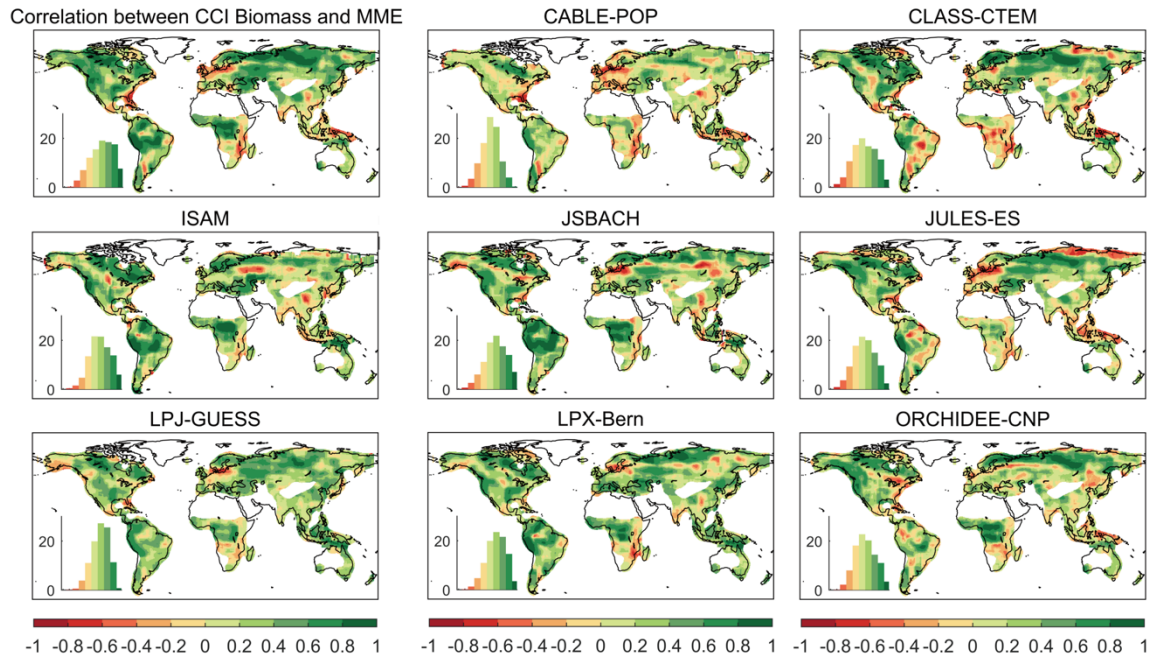 Correlation between CCI Biomass and MME
CABLE-POP
CLASS-CTEM
20
0
20
0
20
0
ISAM
JSBACH
JULES-ES
20
0
20
0
20
0
LPJ-GUESS
LPX-Bern
ORCHIDEE-CNP
20
0
20
0
20
0
-1 -0.8 -0.6 -0.4 -0.2 0 0.2 0.4 0.6 0.8 1
-1 -0.8 -0.6 -0.4 -0.2 0 0.2 0.4 0.6 0.8 1
-1 -0.8 -0.6 -0.4 -0.2 0 0.2 0.4 0.6 0.8 1